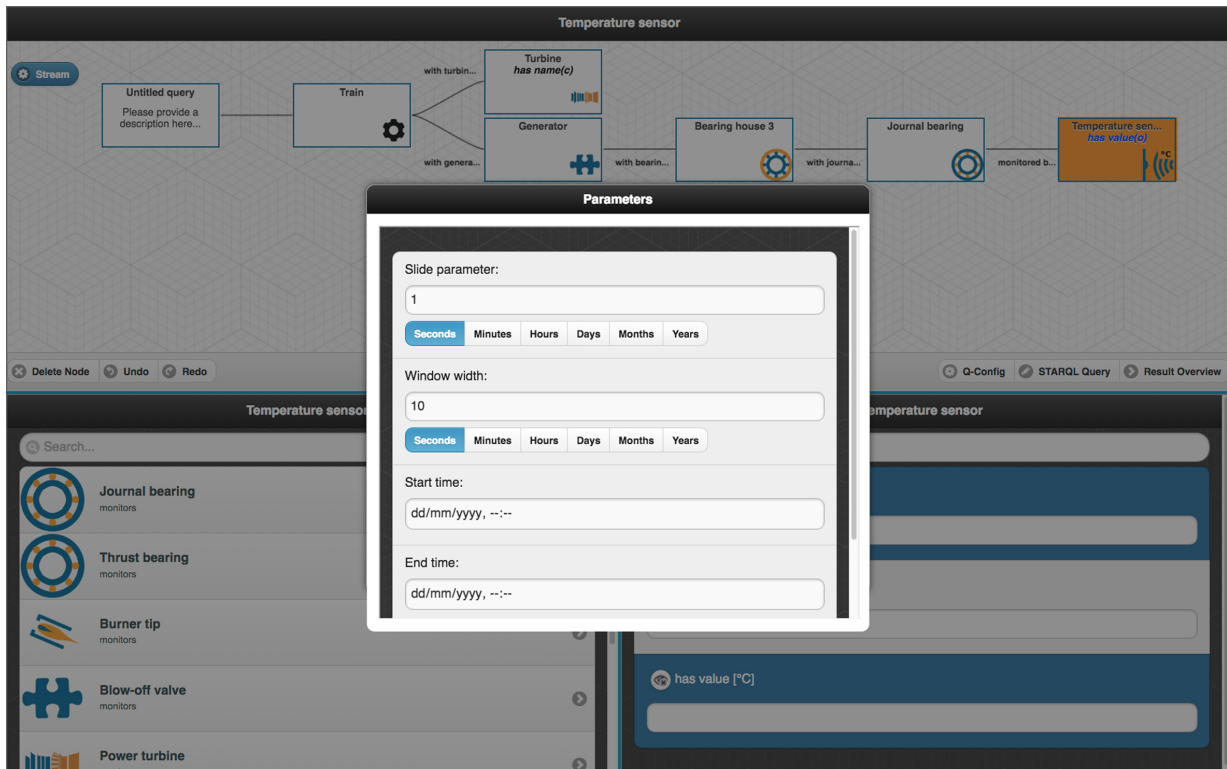 Temperature sensor
Stream
Untitled query
Please provide a
description here...
Train
with turbin...
Turbine
has name(c)
with genera...
Generator
with bearin...
Bearing house 3
with journa...
Journal bearing
monitored b...
Temperature sen...
has value(o)
°C
Parameters
Slide parameter:
1
Seconds Minutes Hours Days Months Years
Window width:
10
Seconds Minutes Hours Days Months Years
Start time:
dd/mm/yyyy, --:--
End time:
dd/mm/yyyy, --:--
Delete Node Undo Redo
Q-Config STARQL Query Result Overview
Temperature sensor
Search...
Journal bearing
monitors
Thrust bearing
monitors
Burner tip
monitors
Blow-off valve
monitors
Power turbine
emperature sensor
has value [°C]